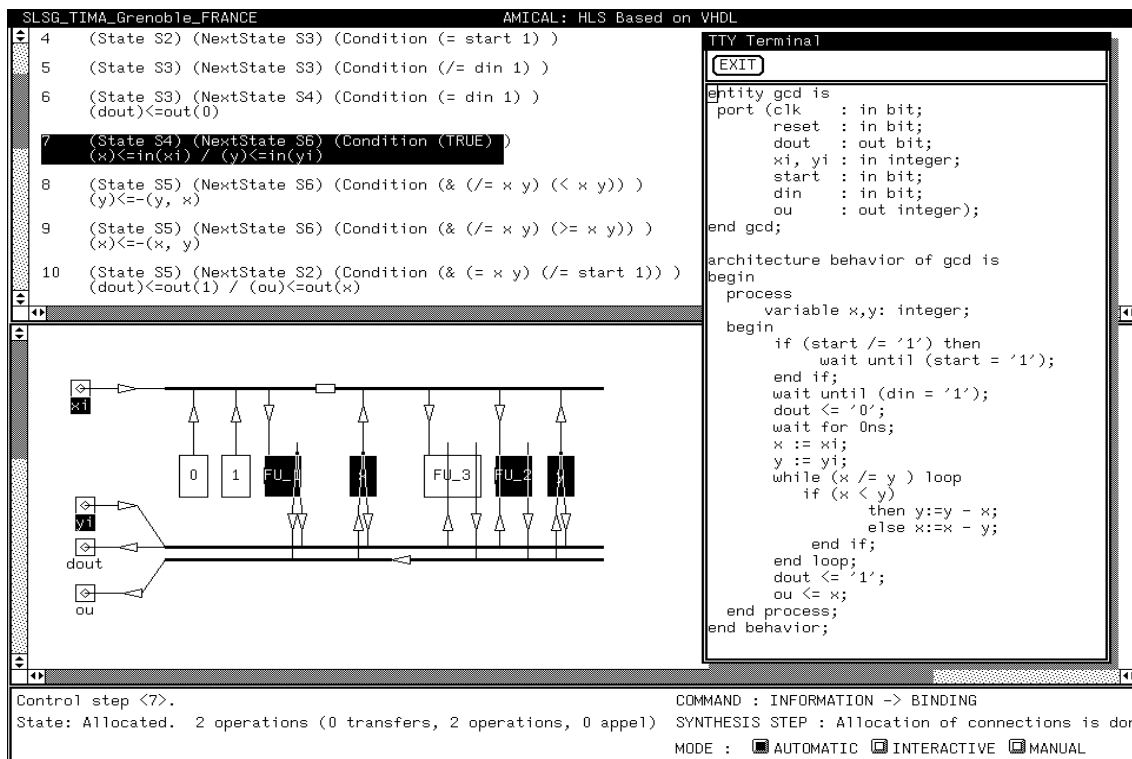 SLSG_TIMA_Grenoble_FRANCE AMICAL: HLS Based on VHDL
4 (State S2) (NextState S3) (Condition (= start 1) )
5 (State S3) (NextState S3) (Condition (/= din 1) )
6 (State S3) (NextState S4) (Condition (= din 1) )
(dout)<=out(0)
7 (State S4) (NextState S6) (Condition (TRUE) )
(x)<=in(xi) / (y)<=in(yi)
8 (State S5) (NextState S6) (Condition (& (/= x y) (< x y)) )
(y)<=-(y, x)
9 (State S5) (NextState S6) (Condition (& (/= x y) (>= x y)) )
(x)<=-(x, y)
10 (State S5) (NextState S2) (Condition (& (= x y) (/= start 1)) )
(dout)<=out(1) / (ou)<=out(x)
TTY Terminal
EXIT
entity gcd is
port (clk : in bit;
reset : in bit;
dout : out bit;
xi, yi : in integer;
start : in bit;
din : in bit;
ou : out integer);
end gcd;
architecture behavior of gcd is
begin
process
variable x,y: integer;
begin
if (start /= '1') then
wait until (start = '1');
end if;
wait until (din = '1');
dout <= '0';
wait for 0ns;
x := xi;
y := yi;
while (x /= y ) loop
if (x < y)
then y:=y - x;
else x:=x - y;
end if;
end loop;
dout <= '1';
ou <= x;
end process;
end behavior;
xi
0 1 FU_1 x FU_3 FU_2 y
yi
dout
ou
Control step <7>.
State: Allocated. 2 operations (0 transfers, 2 operations, 0 appel)
COMMAND : INFORMATION -> BINDING
SYNTHESIS STEP : Allocation of connections is don
MODE : AUTOMATIC INTERACTIVE MANUAL